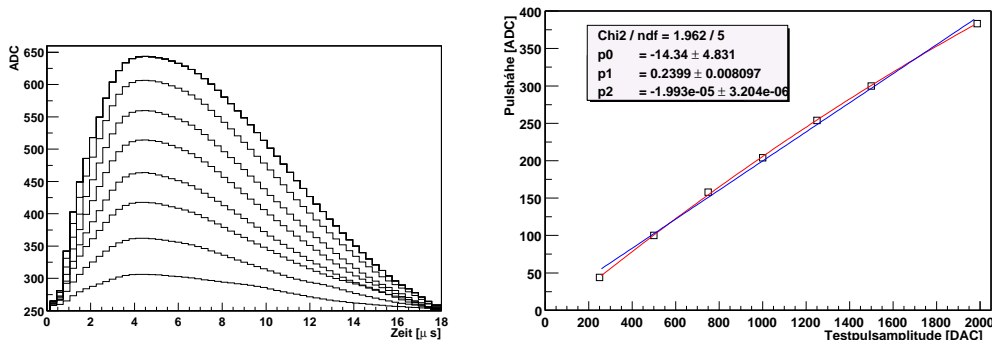 ADC
650
600
550
500
450
400
350
300
250
0 2 4 6 8 10 12 14 16 18
Zeit [μ s]
Pulshähe [ADC]
400
350
300
250
200
150
100
50
0
Chi2 / ndf = 1.962 / 5
p0 = -14.34 ± 4.831
p1 = 0.2399 ± 0.008097
p2 = -1.993e-05 ± 3.204e-06
0 200 400 600 800 1000 1200 1400 1600 1800 2000
Testpulsamplitude [DAC]